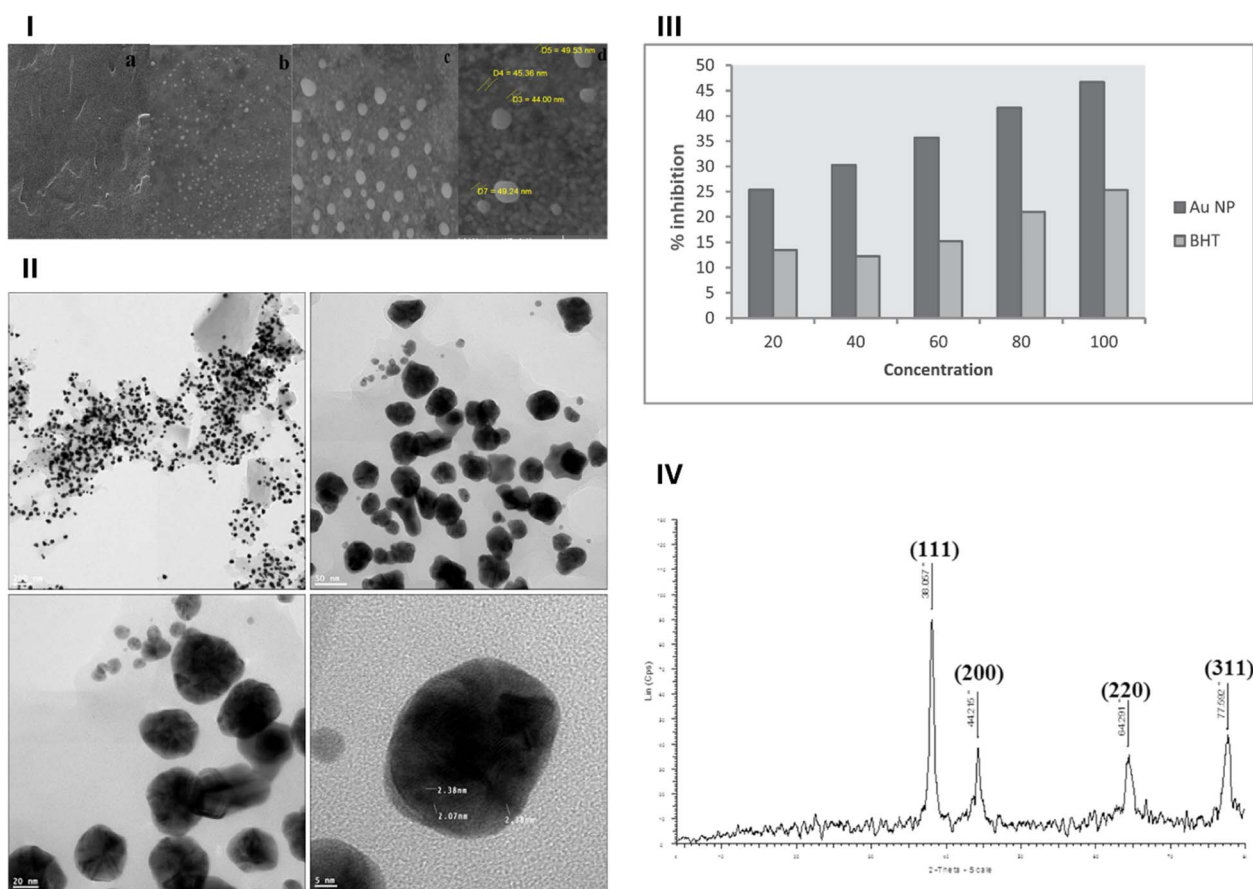 I
a
b
c
d
D5 = 49.53 nm
D4 = 45.36 nm
D3 = 44.00 nm
D7 = 49.24 nm
II
50 nm
20 nm
2.38nm
2.07nm
5 nm
III
% inhibition
50
45
40
35
30
25
20
15
10
5
0
20 40 60 80 100
Concentration
Au NP
BHT
IV
Lin (Cps)
(111)
38.057 °
(200)
44.215 °
(220)
64.291 °
(311)
77.592 °
2-Theta - Scale